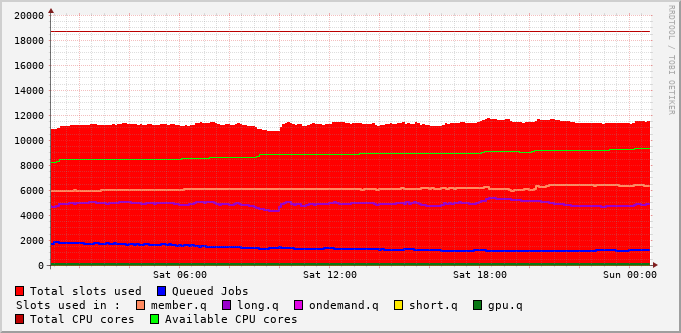 RRDTOOL / TOBI OETIKER
20000
18000
16000
14000
12000
10000
8000
6000
4000
2000
0
Sat 06:00 Sat 12:00 Sat 18:00 Sun 00:00
Total slots used Queued Jobs
Slots used in : member.q long.q ondemand.q short.q gpu.q
Total CPU cores Available CPU cores